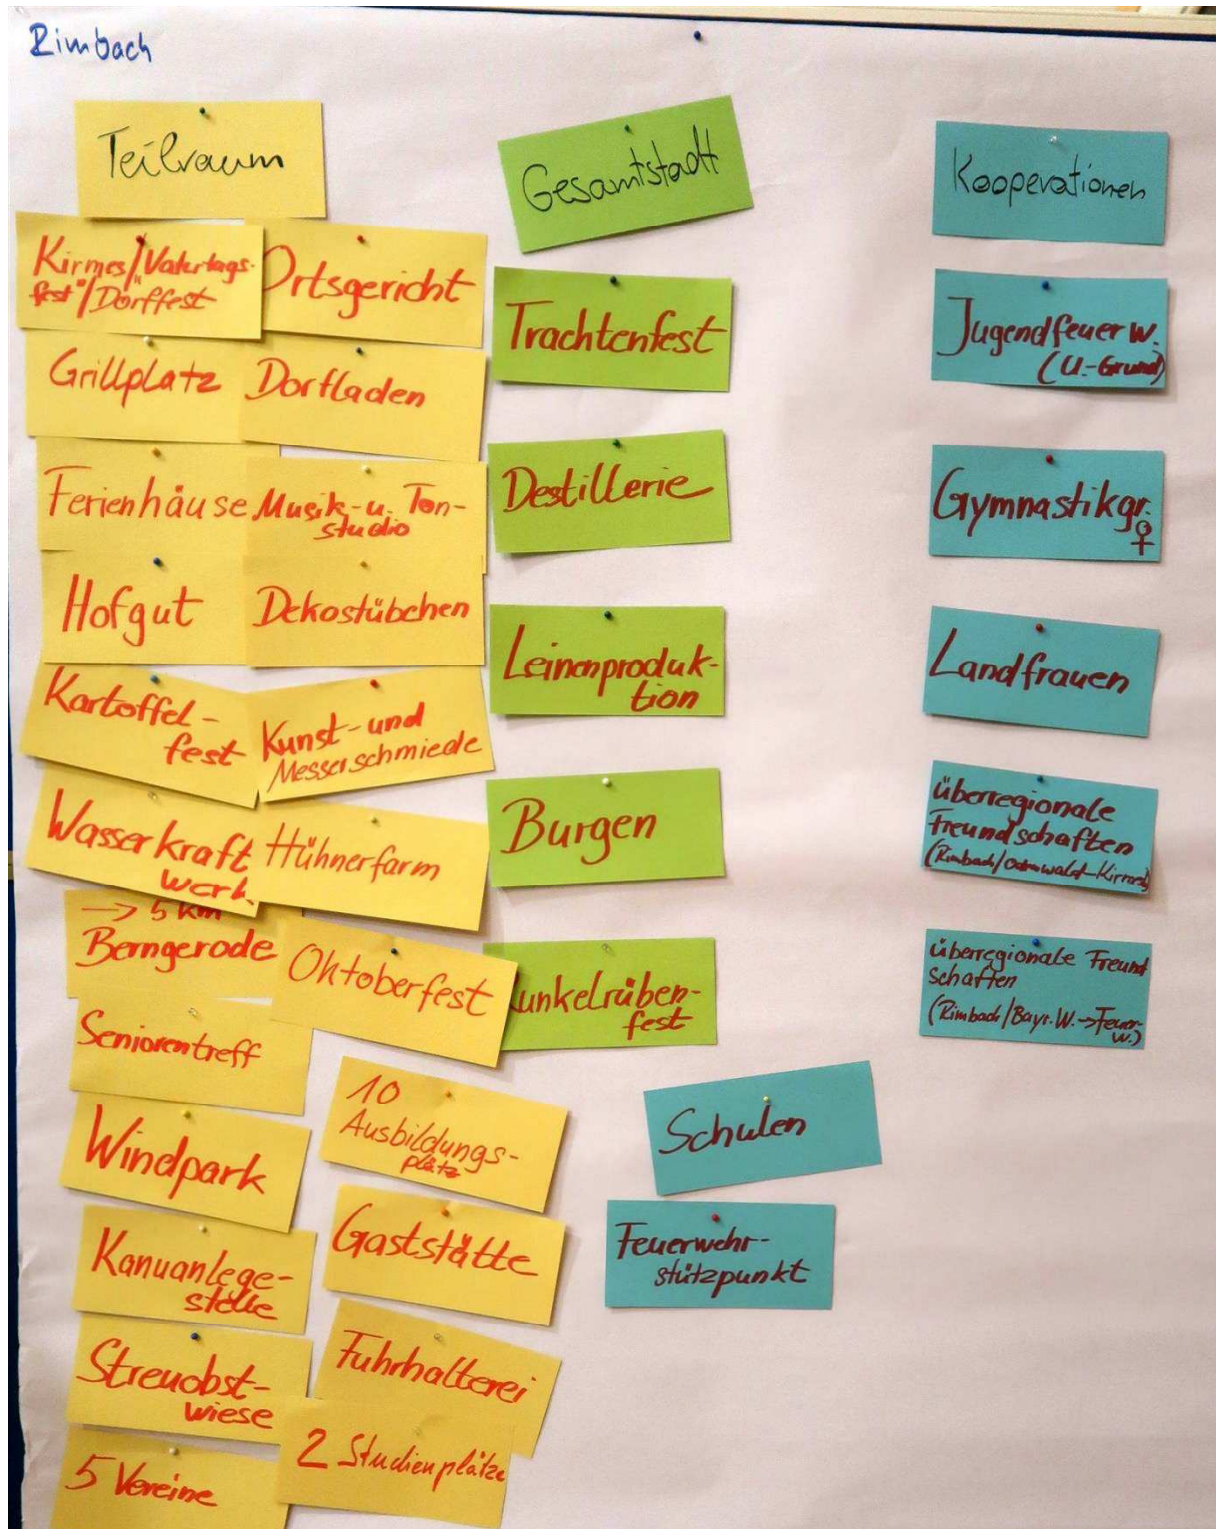 Rimbach
Teilraum
Kirmes/"Vatertags-
fest"/Dorffest
Grillplatz
Ferienhäuse
Hofgut
Kartoffel-
fest
Wasserkraft
werk.
→ 5 km
Berngerode
Seniorentreff
Windpark
Kanuanlege-
stelle
Streuobst-
wiese
5 Vereine
Ortsgericht
Dorfladen
Musik- u. Ton-
studio
Dekostübchen
Kunst- und
Messerschmiede
Hühnerfarm
Oktoberfest
10
Ausbildungs-
plätz
Gaststätte
Fuhrhalterei
2 Studienplätze
Gesamtstadt
Trachtenfest
Destillerie
Leinenproduk-
tion
Burgen
unkelrüben-
fest
Schulen
Feuerwehr-
stützpunkt
Kooperationen
Jugendfeuerw.
(U.-Grund)
Gymnastikgr.
♀
Landfrauen
überregionale
Freundschaften
(Rimbach/Odenwald-Kirmes)
überregionale Freund
schaften
(Rimbach/Bayr. W. → Feuer-
w.)